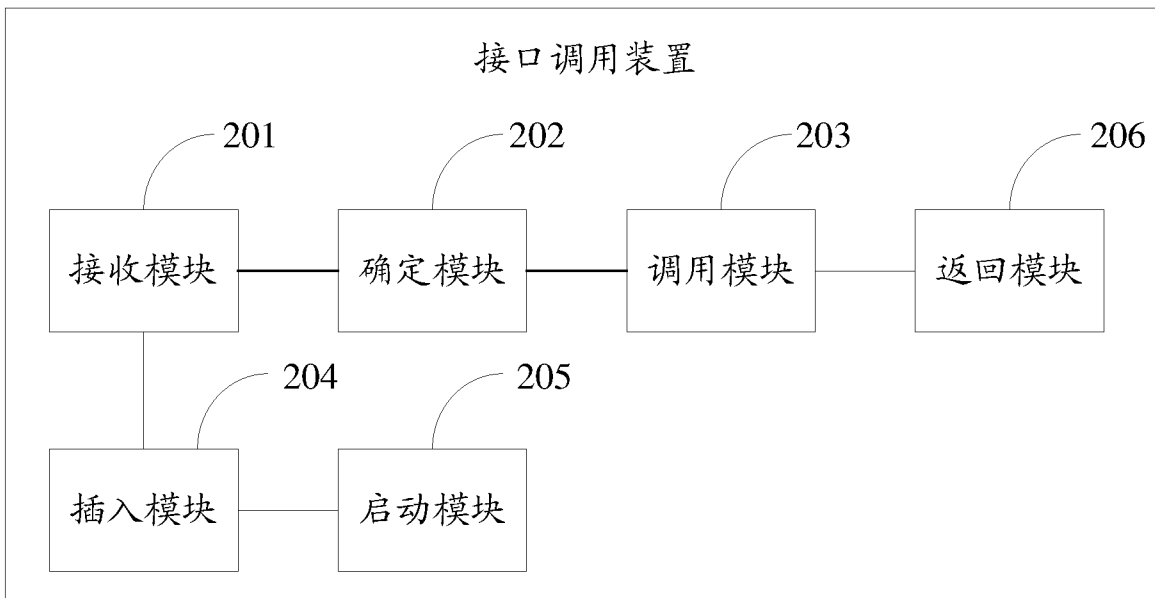 接口调用装置
201
202
203
206
接收模块
确定模块
调用模块
返回模块
204
205
插入模块
启动模块